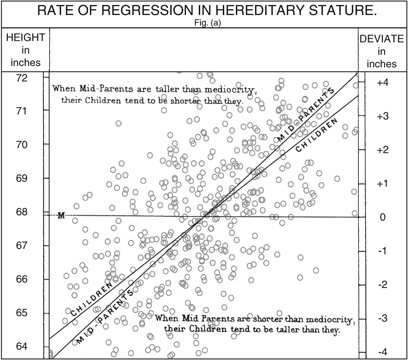 RATE OF REGRESSION IN HEREDITARY STATURE.
Fig. (a)
HEIGHT
in
inches
DEVIATE
in
inches
When Mid-Parents are taller than mediocrity,
their Children tend to be shorter than they.
72
71
70
69
68
67
66
65
64
M
+4
+3
+2
+1
0
-1
-2
-3
-4
MID-PARENTS
CHILDREN
CHILDREN
MID-PARENTS
When Mid Parents are shorter than mediocrity,
their Children tend to be taller than they.